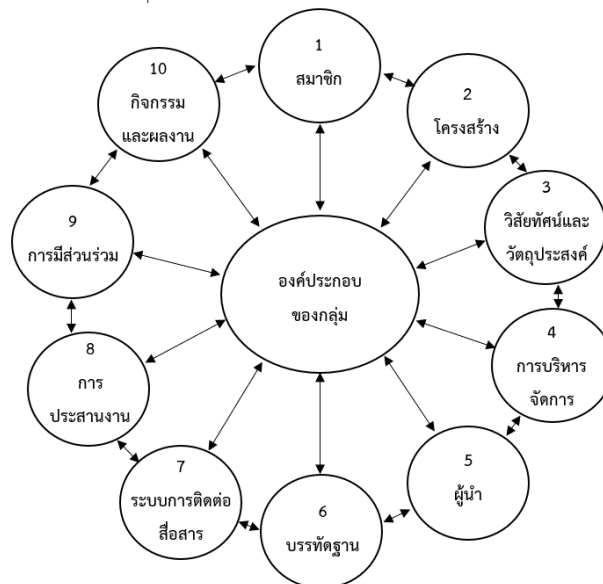 1
สมาชิก
2
โครงสร้าง
3
วิสัยทัศน์และ
วัตถุประสงค์
4
การบริหาร
จัดการ
5
ผู้นำ
6
บรรทัดฐาน
7
ระบบการติดต่อ
สื่อสาร
8
การ
ประสานงาน
9
การมีส่วนร่วม
10
กิจกรรม
และผลงาน
องค์ประกอบ
ของกลุ่ม